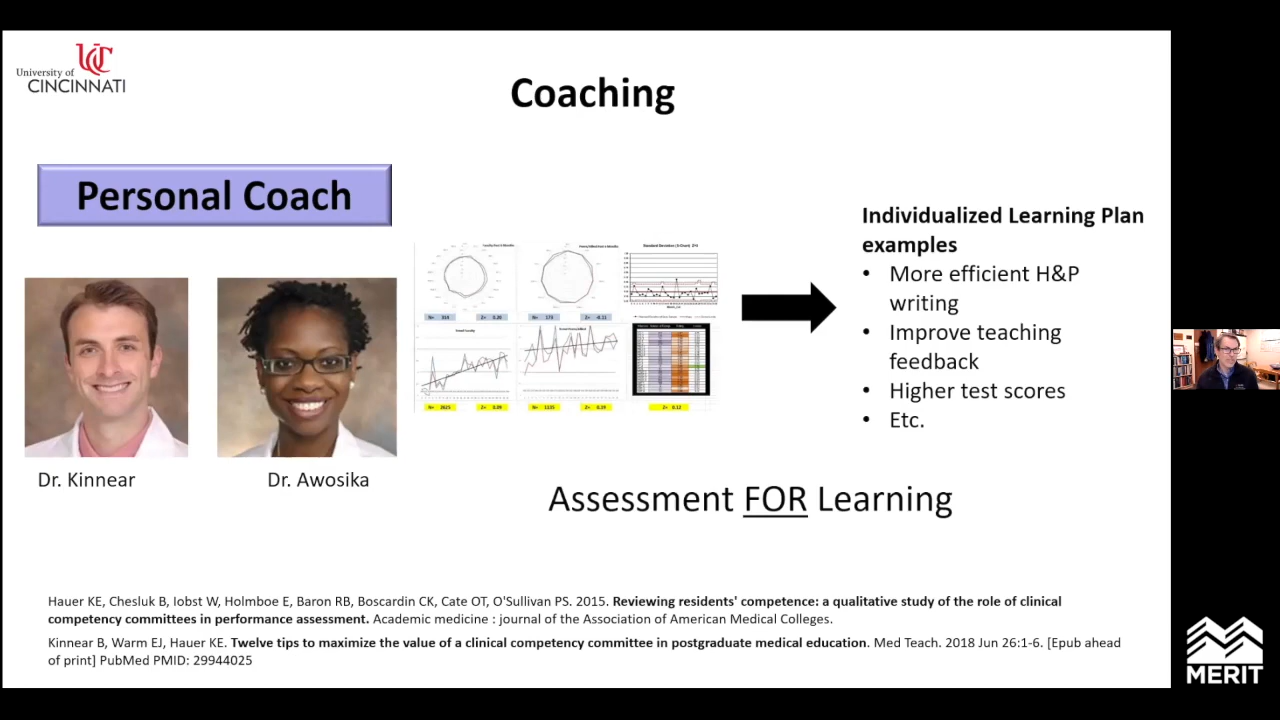 UC
University of
CINCINNATI
Coaching
Personal Coach
Dr. Kinnear
Dr. Awosika
Individualized Learning Plan
examples
• More efficient H&P
writing
• Improve teaching
feedback
• Higher test scores
• Etc.
Assessment FOR Learning
Hauer KE, Chesluk B, Iobst W, Holmboe E, Baron RB, Boscardin CK, Cate OT, O'Sullivan PS. 2015. Reviewing residents' competence: a qualitative study of the role of clinical
competency committees in performance assessment. Academic medicine : journal of the Association of American Medical Colleges.
Kinnear B, Warm EJ, Hauer KE. Twelve tips to maximize the value of a clinical competency committee in postgraduate medical education. Med Teach. 2018 Jun 26:1-6. [Epub ahead
of print] PubMed PMID: 29944025
MERIT